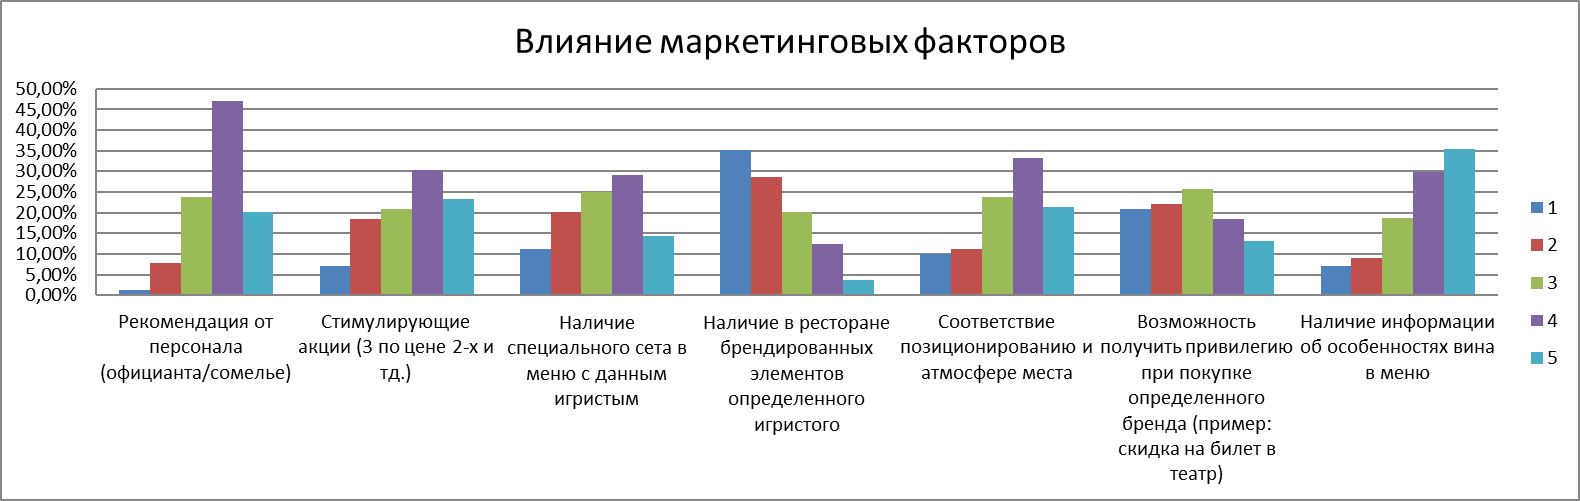 Влияние маркетинговых факторов
50,00%
45,00%
40,00%
35,00%
30,00%
25,00%
20,00%
15,00%
10,00%
5,00%
0,00%
Рекомендация от
персонала
(официанта/сомелье)
Стимулирующие
акции (3 по цене 2-х и
тд.)
Наличие
специального сета в
меню с данным
игристым
Наличие в ресторане
брендированных
элементов
определенного
игристого
Соответствие
позиционированию и
атмосфере места
Возможность
получить привилегию
при покупке
определенного
бренда (пример:
скидка на билет в
театр)
Наличие информации
об особенностях вина
в меню
1
2
3
4
5